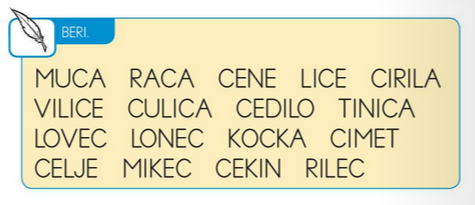 BERI.
MUCA RACA CENE LICE CIRILA
VILICE CULICA CEDILO TINICA
LOVEC LONEC KOCKA CIMET
CELJE MIKEC CEKIN RILEC